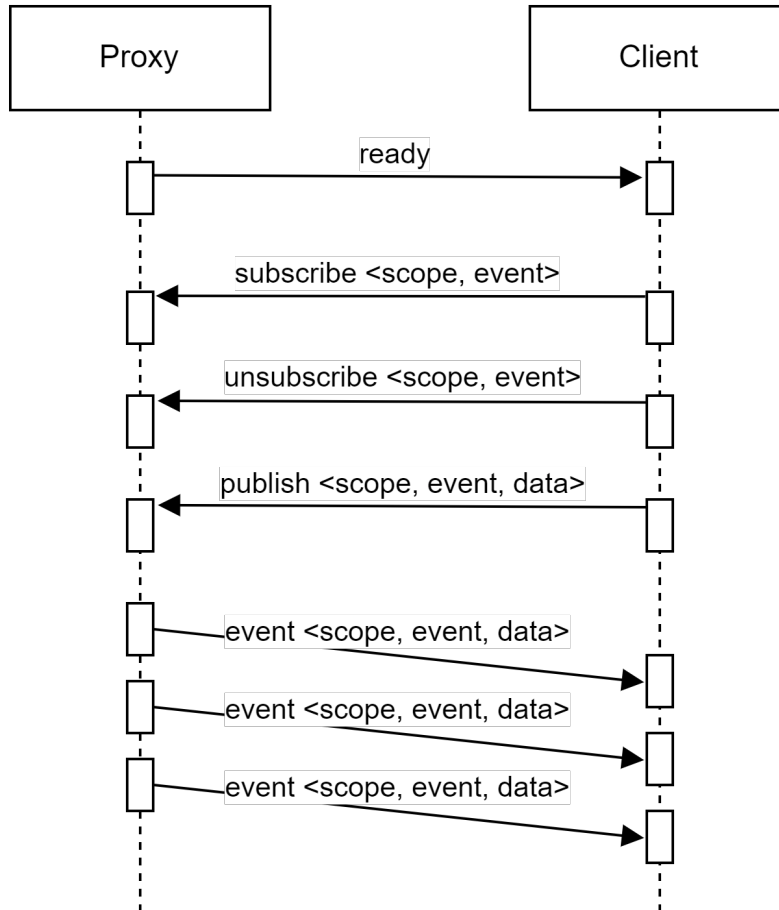 Proxy
Client
ready
subscribe <scope, event>
unsubscribe <scope, event>
publish <scope, event, data>
event <scope, event, data>
event <scope, event, data>
event <scope, event, data>